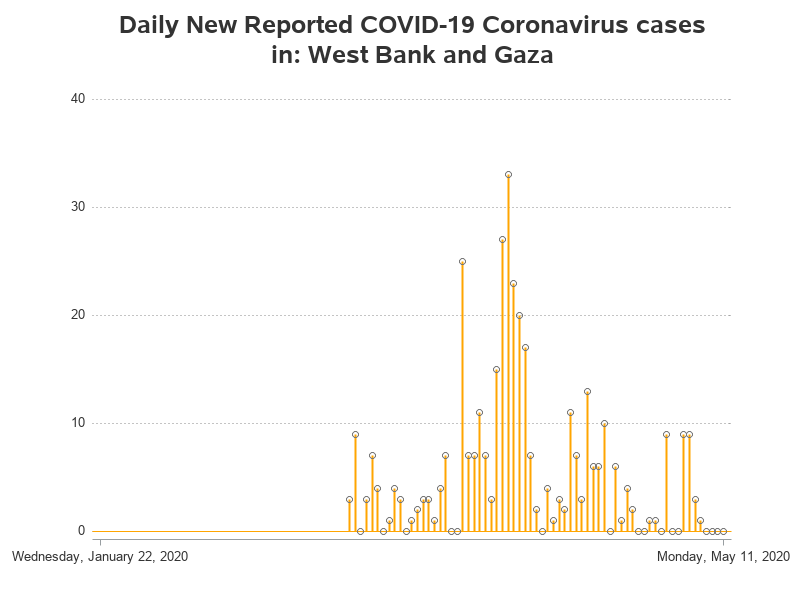 Daily New Reported COVID-19 Coronavirus cases
in: West Bank and Gaza
40
30
20
10
0
Wednesday, January 22, 2020
Monday, May 11, 2020